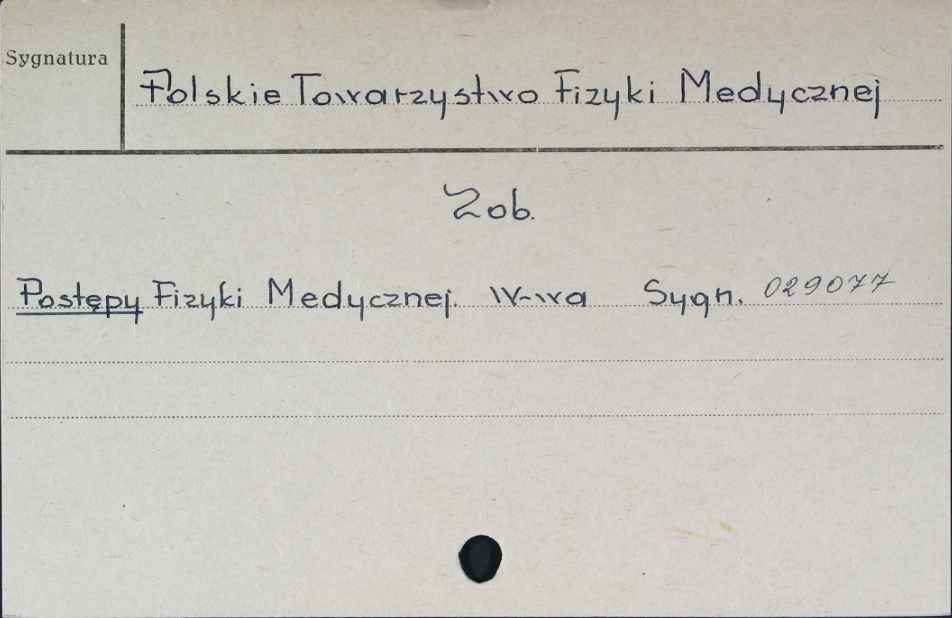 Sygnatura
Polskie Towarzystwo Fizyki Medycznej
Zob.
Postępy Fizyki Medycznej. W-wa Sygn. 029077